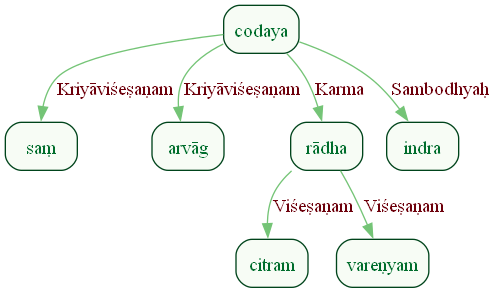 codaya
Kriyāviśeṣaṇam Kriyāviśeṣaṇam Karma Sambodhyaḥ
saṃ arvāg rādha indra
Viśeṣaṇam Viśeṣaṇam
citram vareṇyam